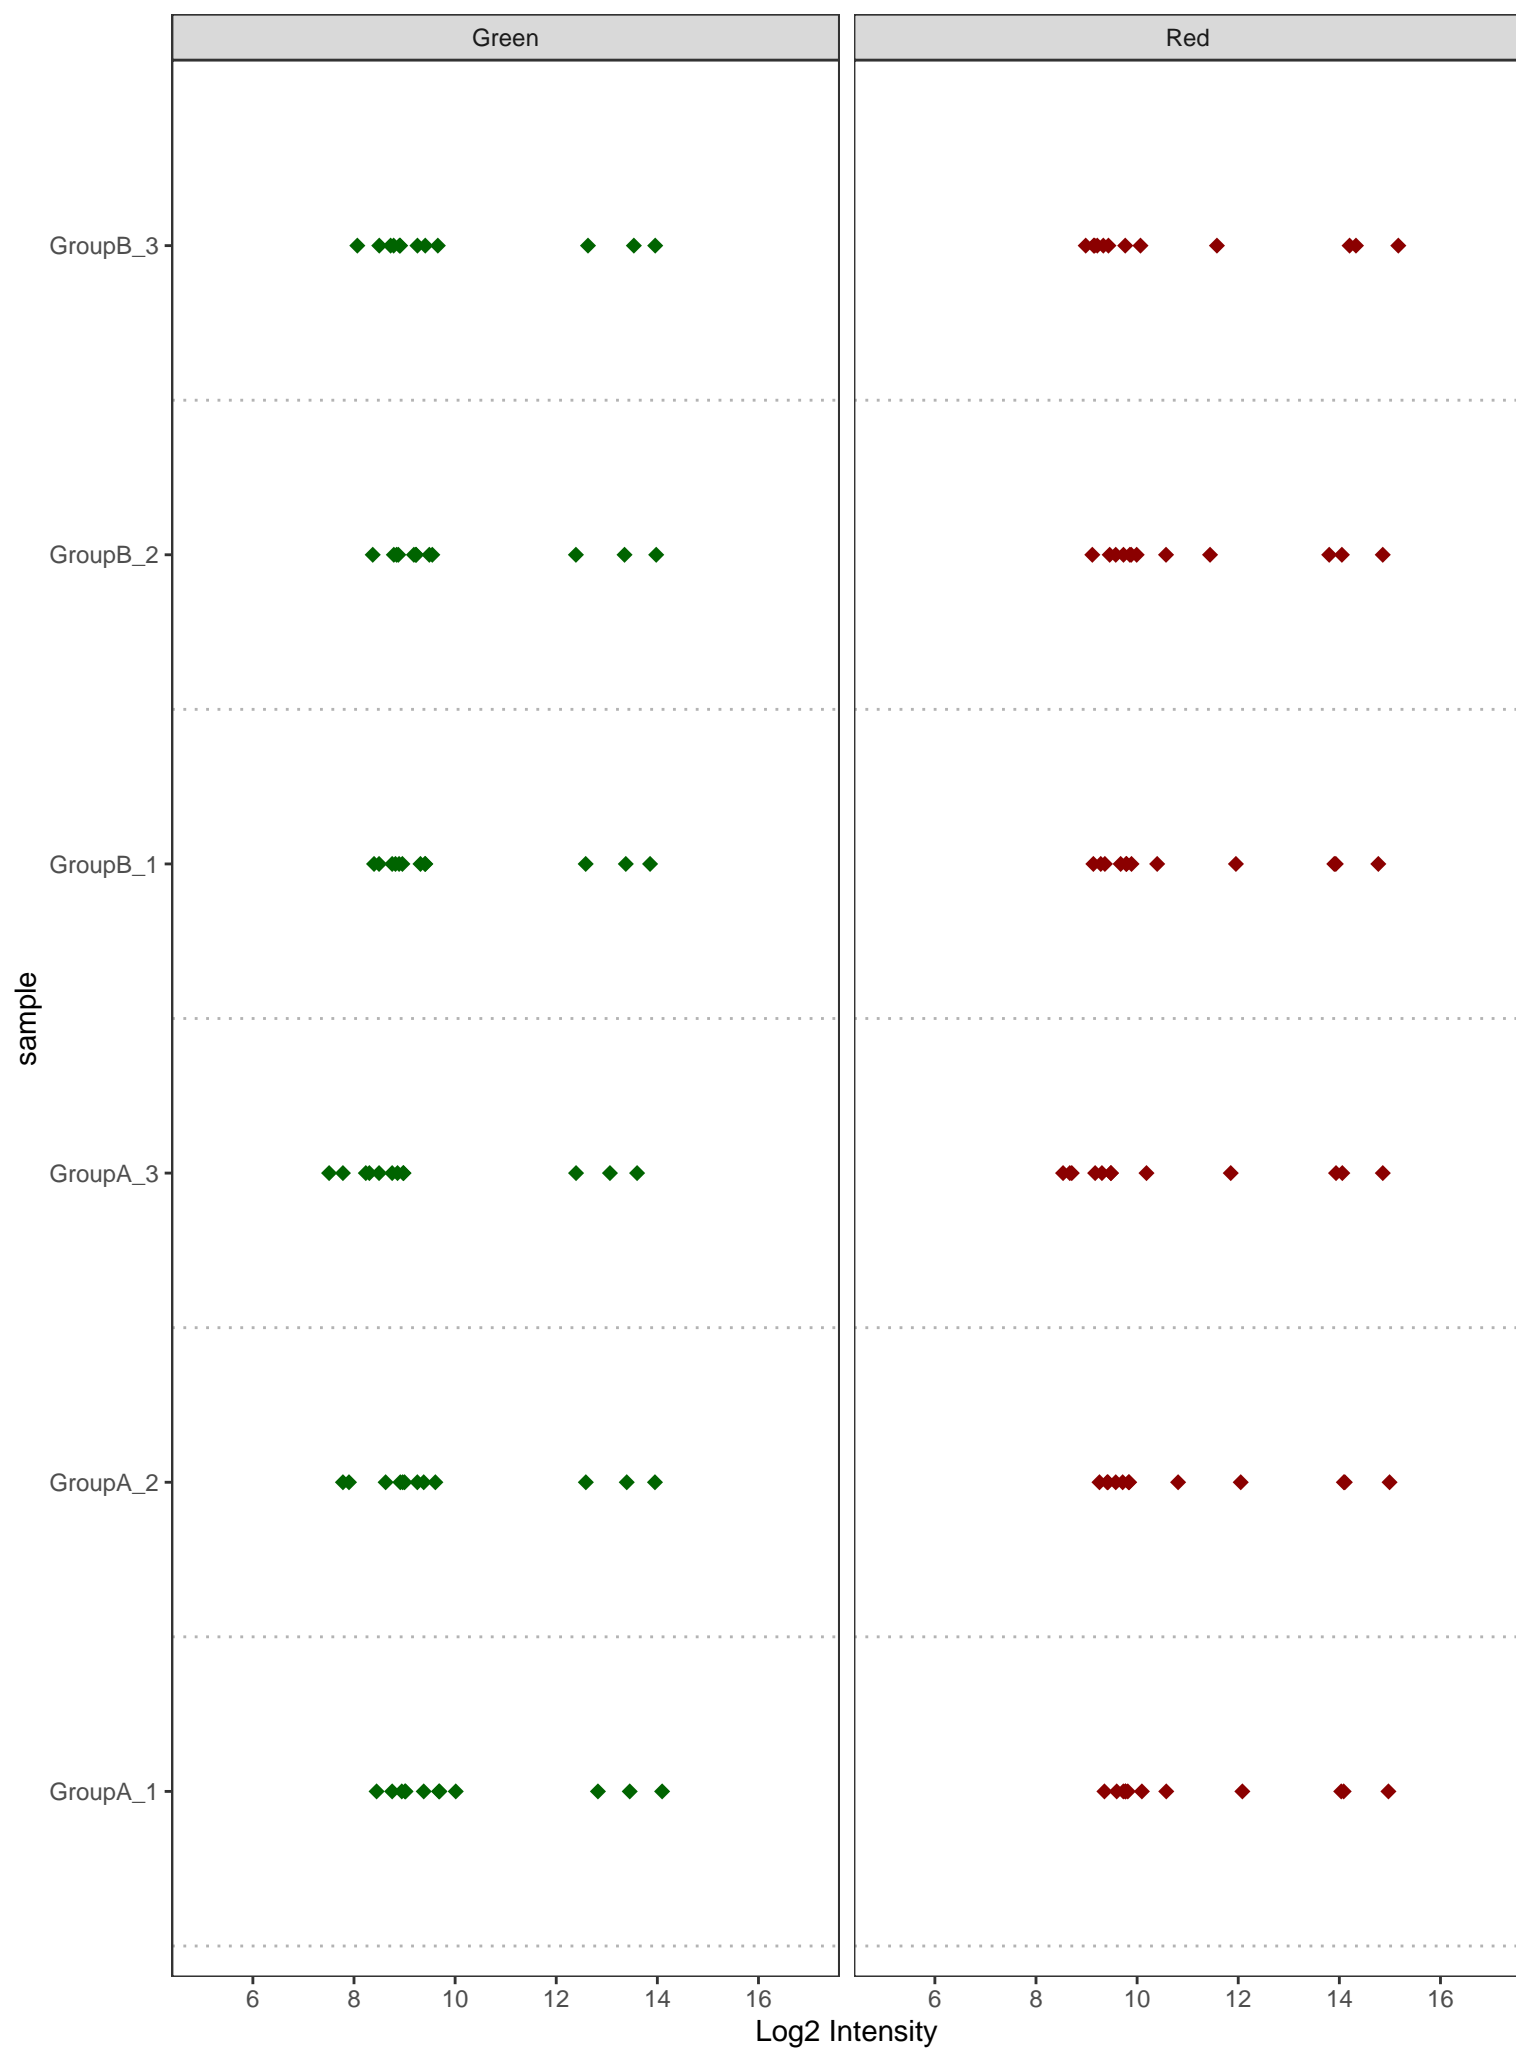 Green Red
GroupB_3
GroupB_2
GroupB_1
GroupA_3
GroupA_2
GroupA_1
sample
6 8 10 12 14 16 6 8 10 12 14 16
Log2 Intensity